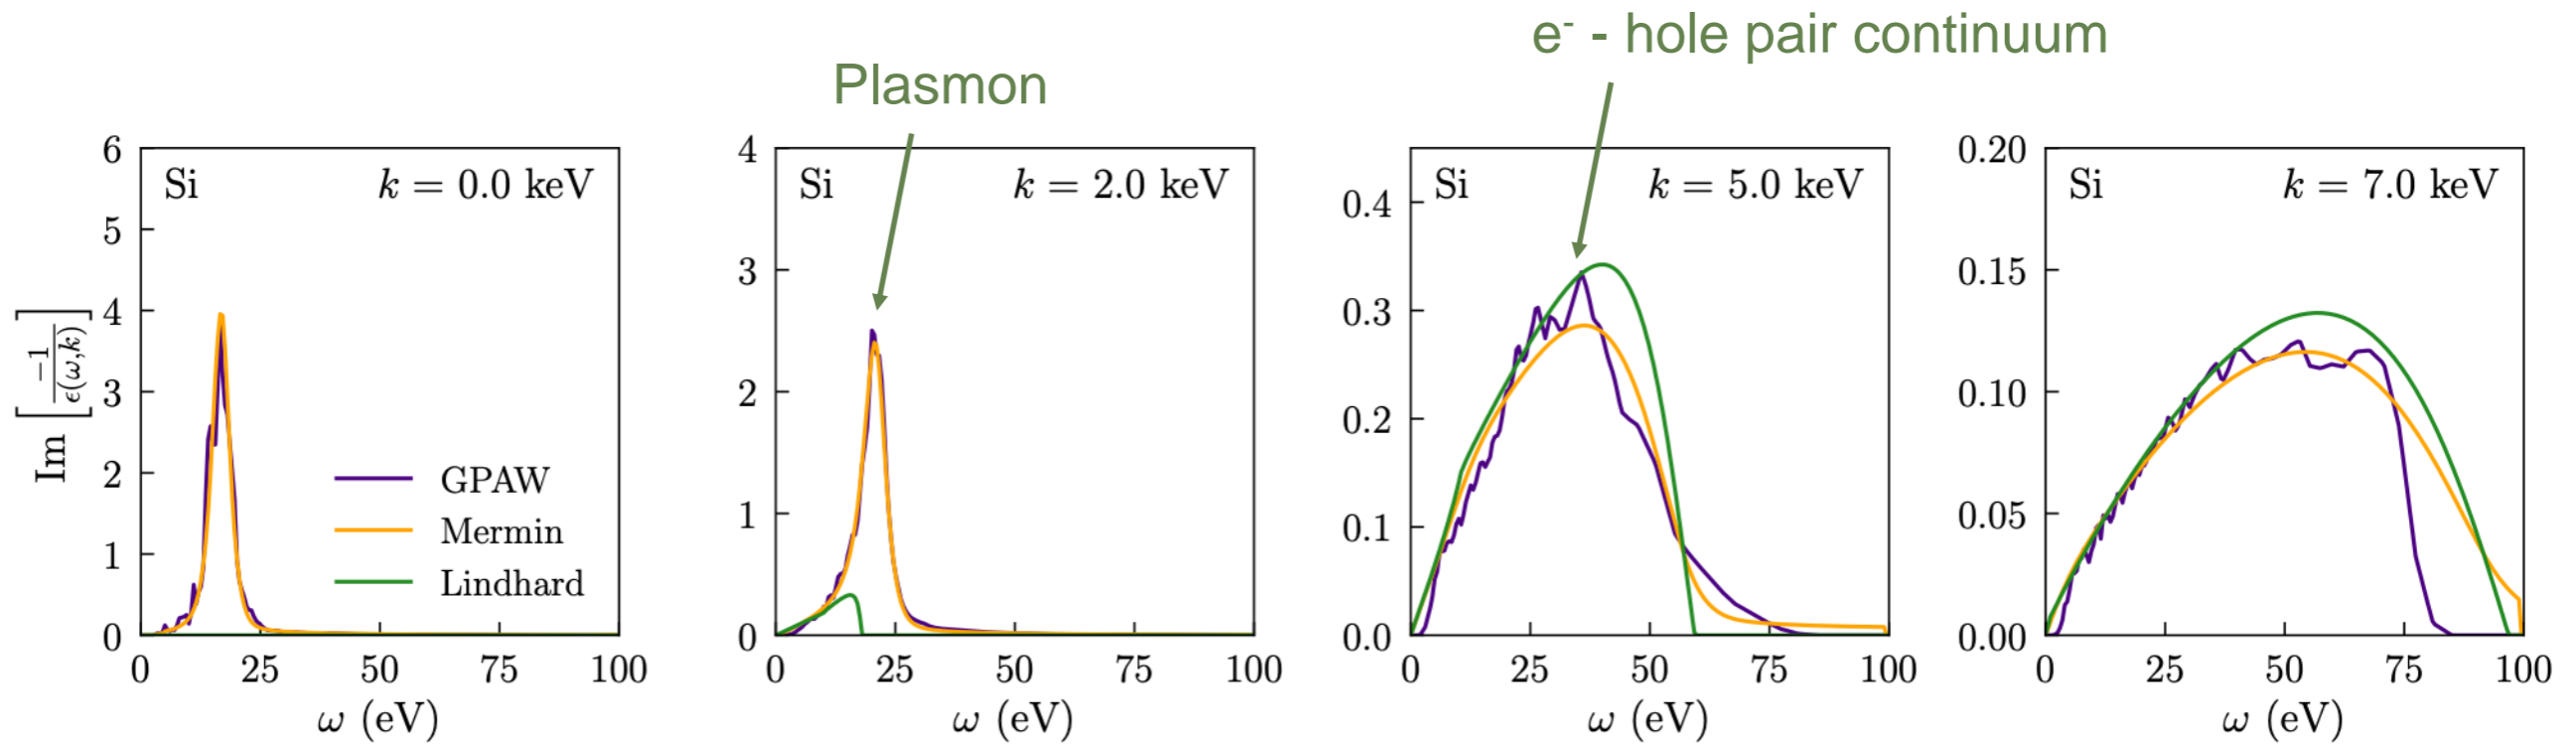 e⁻ - hole pair continuum
Plasmon
Im [−1/ϵ(ω,k)]
6
5
4
3
2
1
0
Si
k = 0.0 keV
GPAW
Mermin
Lindhard
0 25 50 75 100
ω (eV)
4
3
2
1
0
Si
k = 2.0 keV
0 25 50 75 100
ω (eV)
0.4
0.3
0.2
0.1
0.0
Si
k = 5.0 keV
0 25 50 75 100
ω (eV)
0.20
0.15
0.10
0.05
0.00
Si
k = 7.0 keV
0 25 50 75 100
ω (eV)